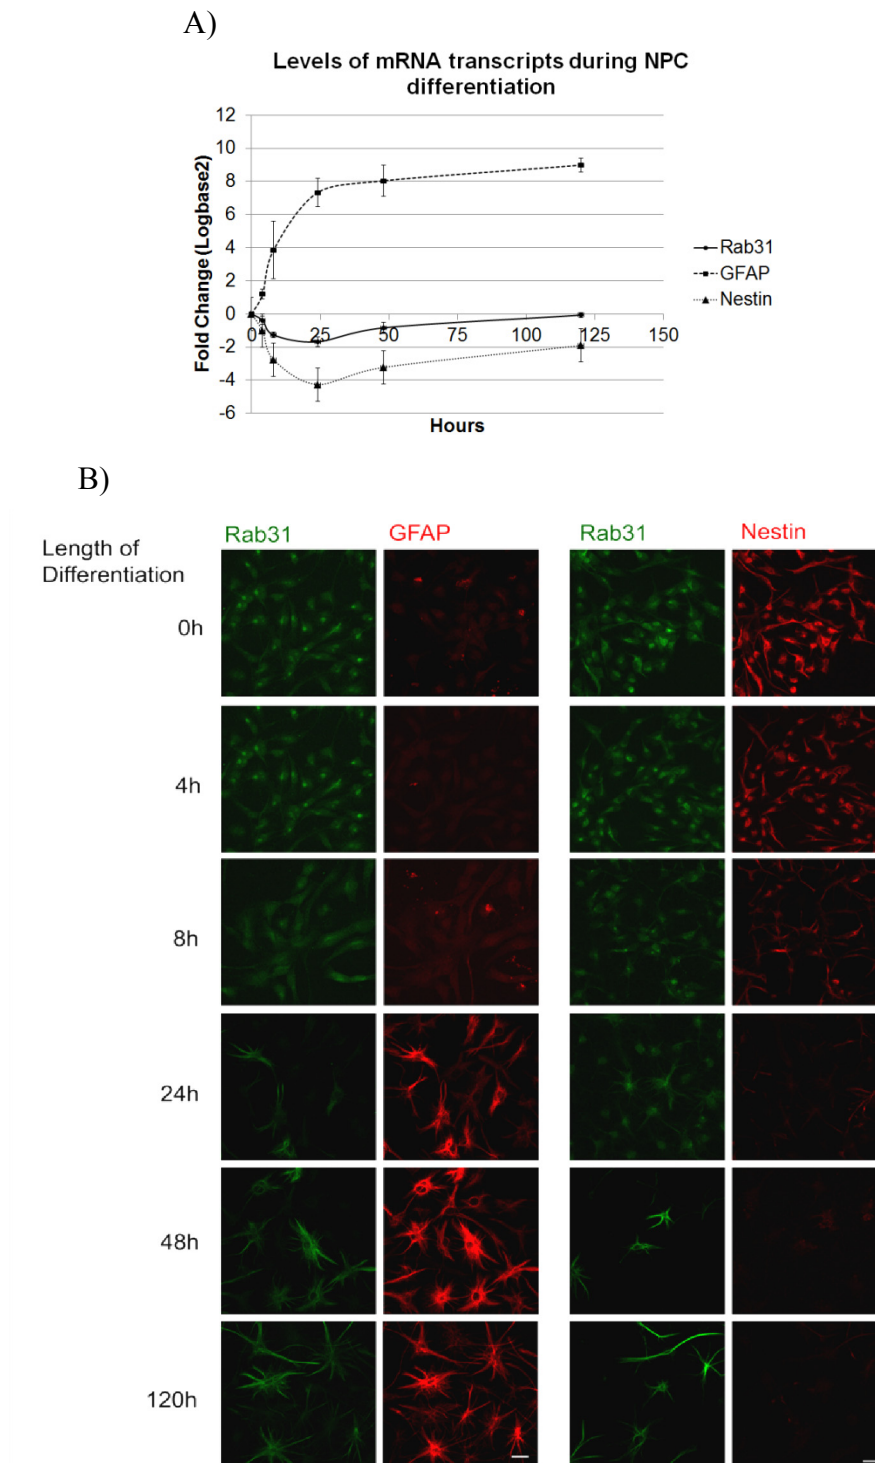 A)
Levels of mRNA transcripts during NPC
differentiation
Fold Change (Logbase2)
12
10
8
6
4
2
0
-2
-4
-6
0 25 50 75 100 125 150
Hours
Rab31
GFAP
Nestin
B)
Length of
Differentiation
Rab31 GFAP Rab31 Nestin
0h
4h
8h
24h
48h
120h